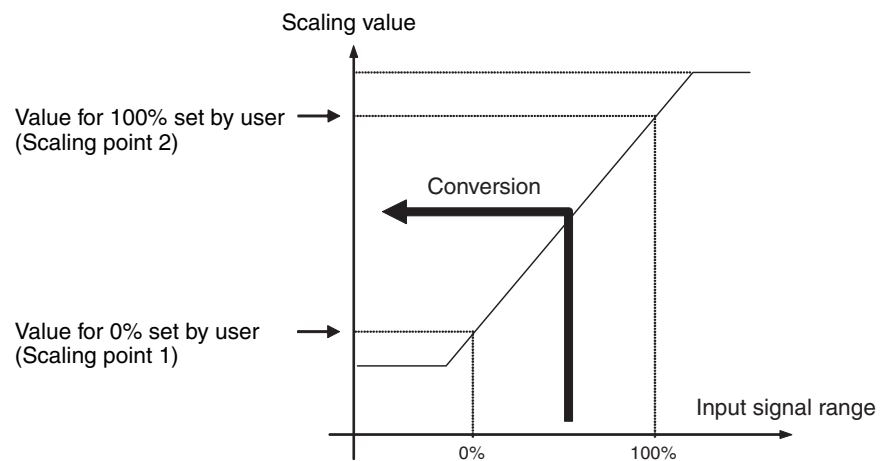 Scaling value
Value for 100% set by user
(Scaling point 2)
Conversion
Value for 0% set by user
(Scaling point 1)
Input signal range
0%
100%